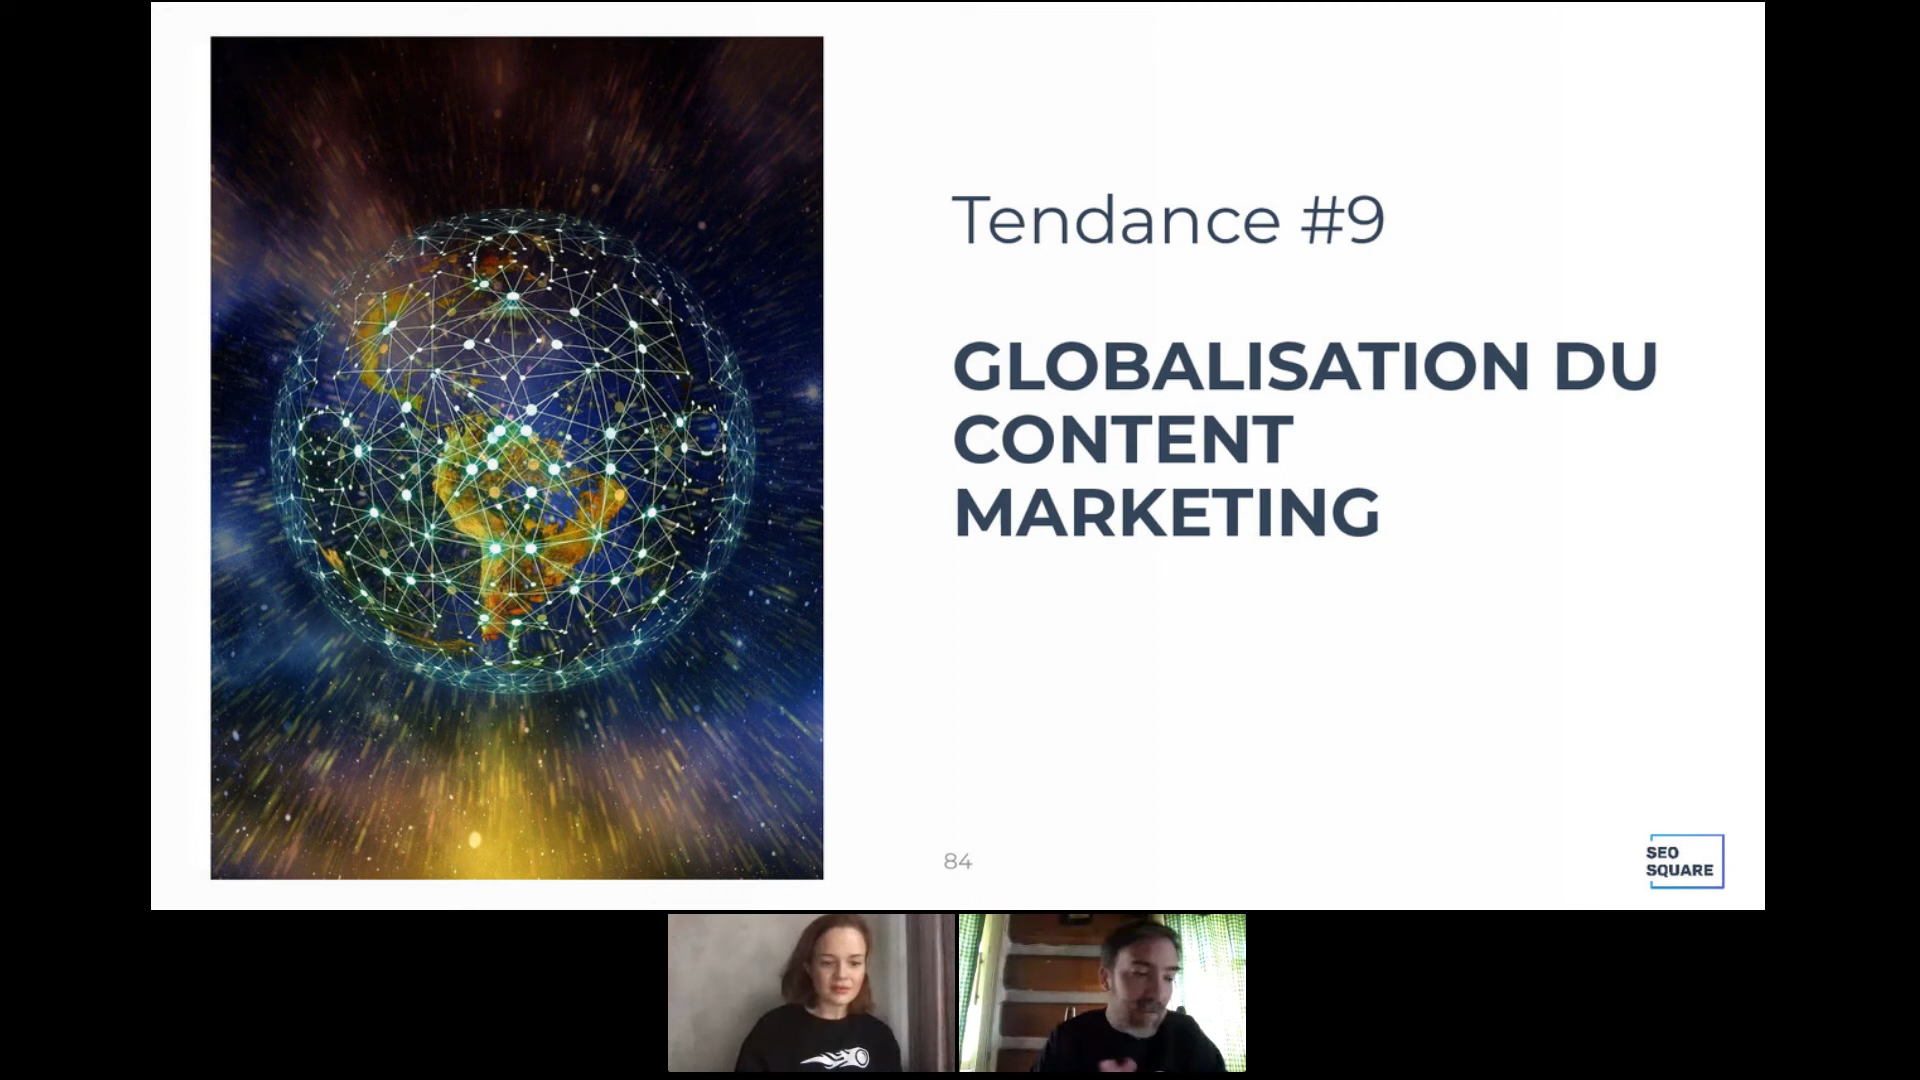 Tendance #9
GLOBALISATION DU
CONTENT
MARKETING
84
SEO
SQUARE